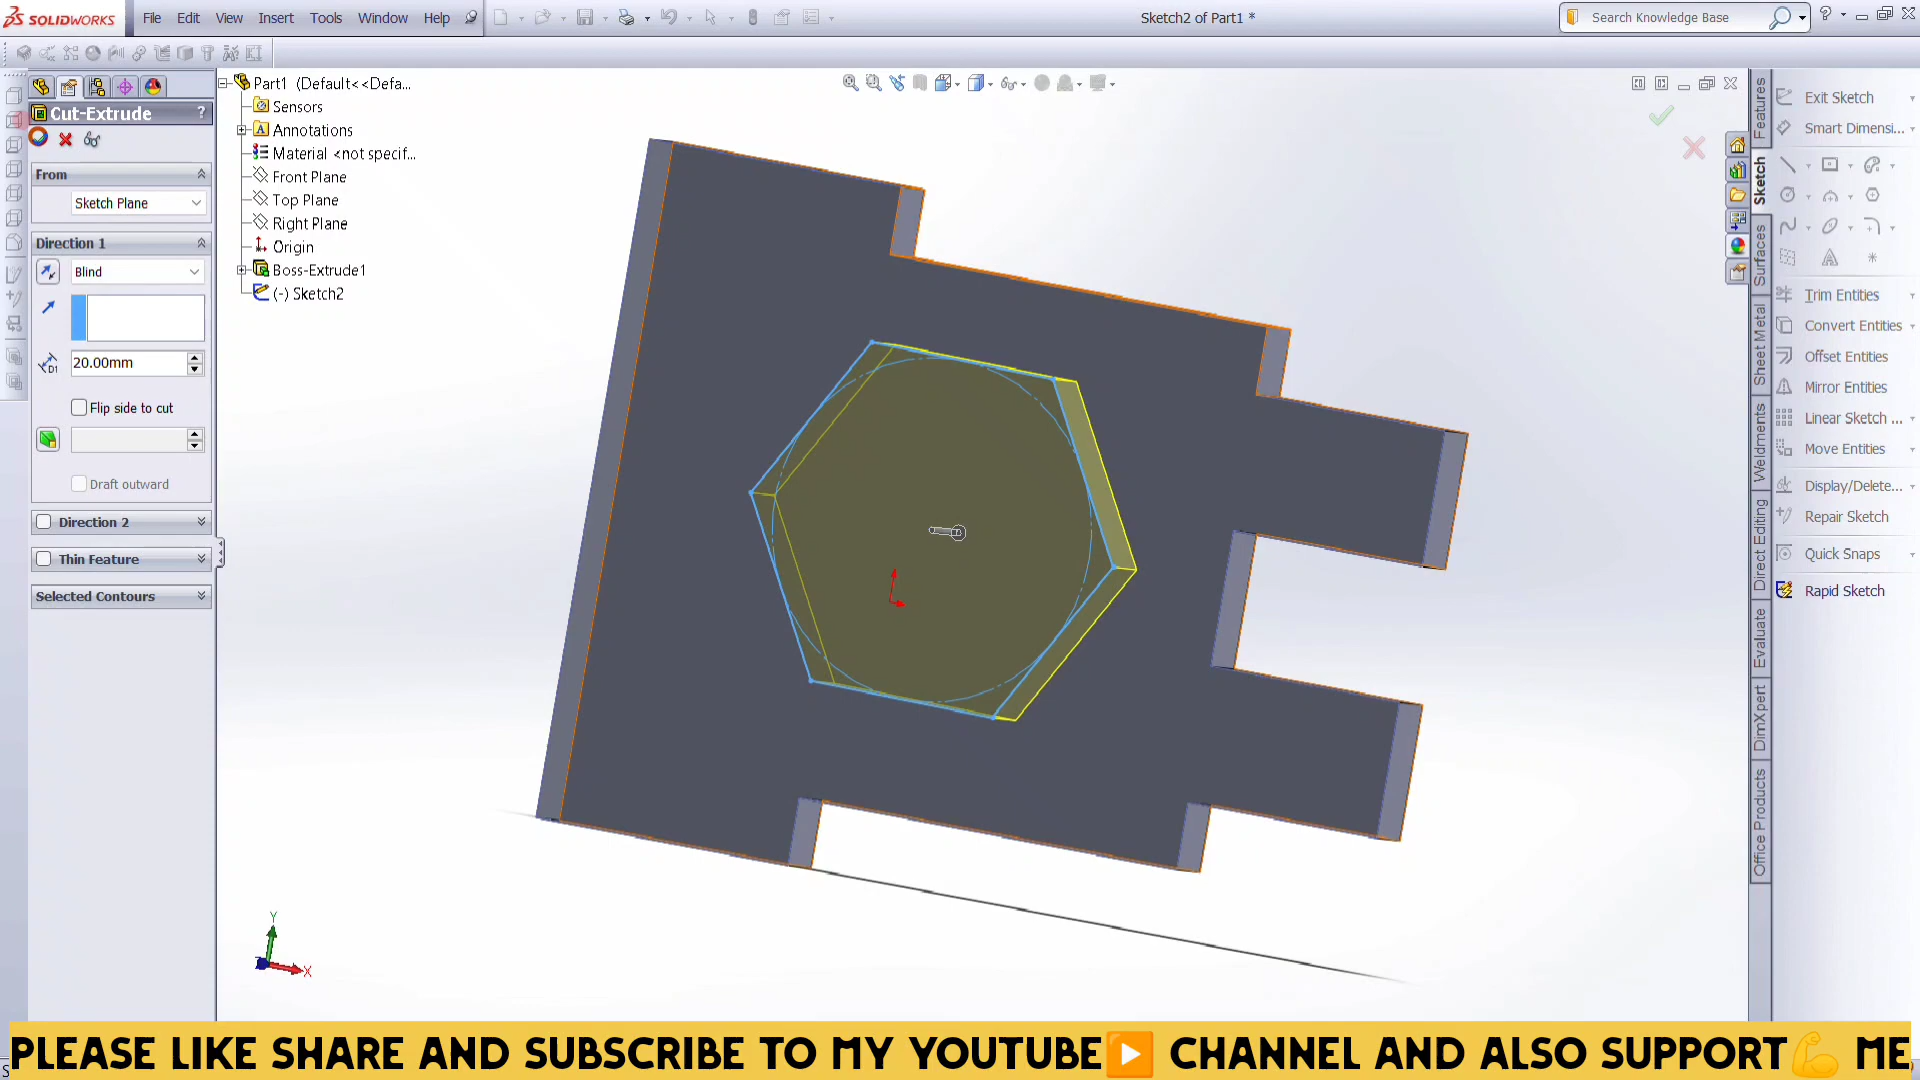 SOLIDWORKS
File Edit View Insert Tools Window Help
Sketch2 of Part1 *
Search Knowledge Base
?
Cut-Extrude ?
From
Sketch Plane
Direction 1
Blind
D1
20.00mm
Flip side to cut
Draft outward
Direction 2
Thin Feature
Selected Contours
Part1 (Default<<Defa...
Sensors
A Annotations
Material <not specif...
Front Plane
Top Plane
Right Plane
Origin
Boss-Extrude1
(-) Sketch2
Y
X
Features
Sketch
Surfaces
Sheet Metal
Weldments
Direct Editing
Evaluate
DimXpert
Office Products
Exit Sketch
Smart Dimensi...
Trim Entities
Convert Entities
Offset Entities
Mirror Entities
Linear Sketch ...
Move Entities
Display/Delete...
Repair Sketch
Quick Snaps
Rapid Sketch
PLEASE LIKE SHARE AND SUBSCRIBE TO MY YOUTUBE▶️ CHANNEL AND ALSO SUPPORT💪 ME